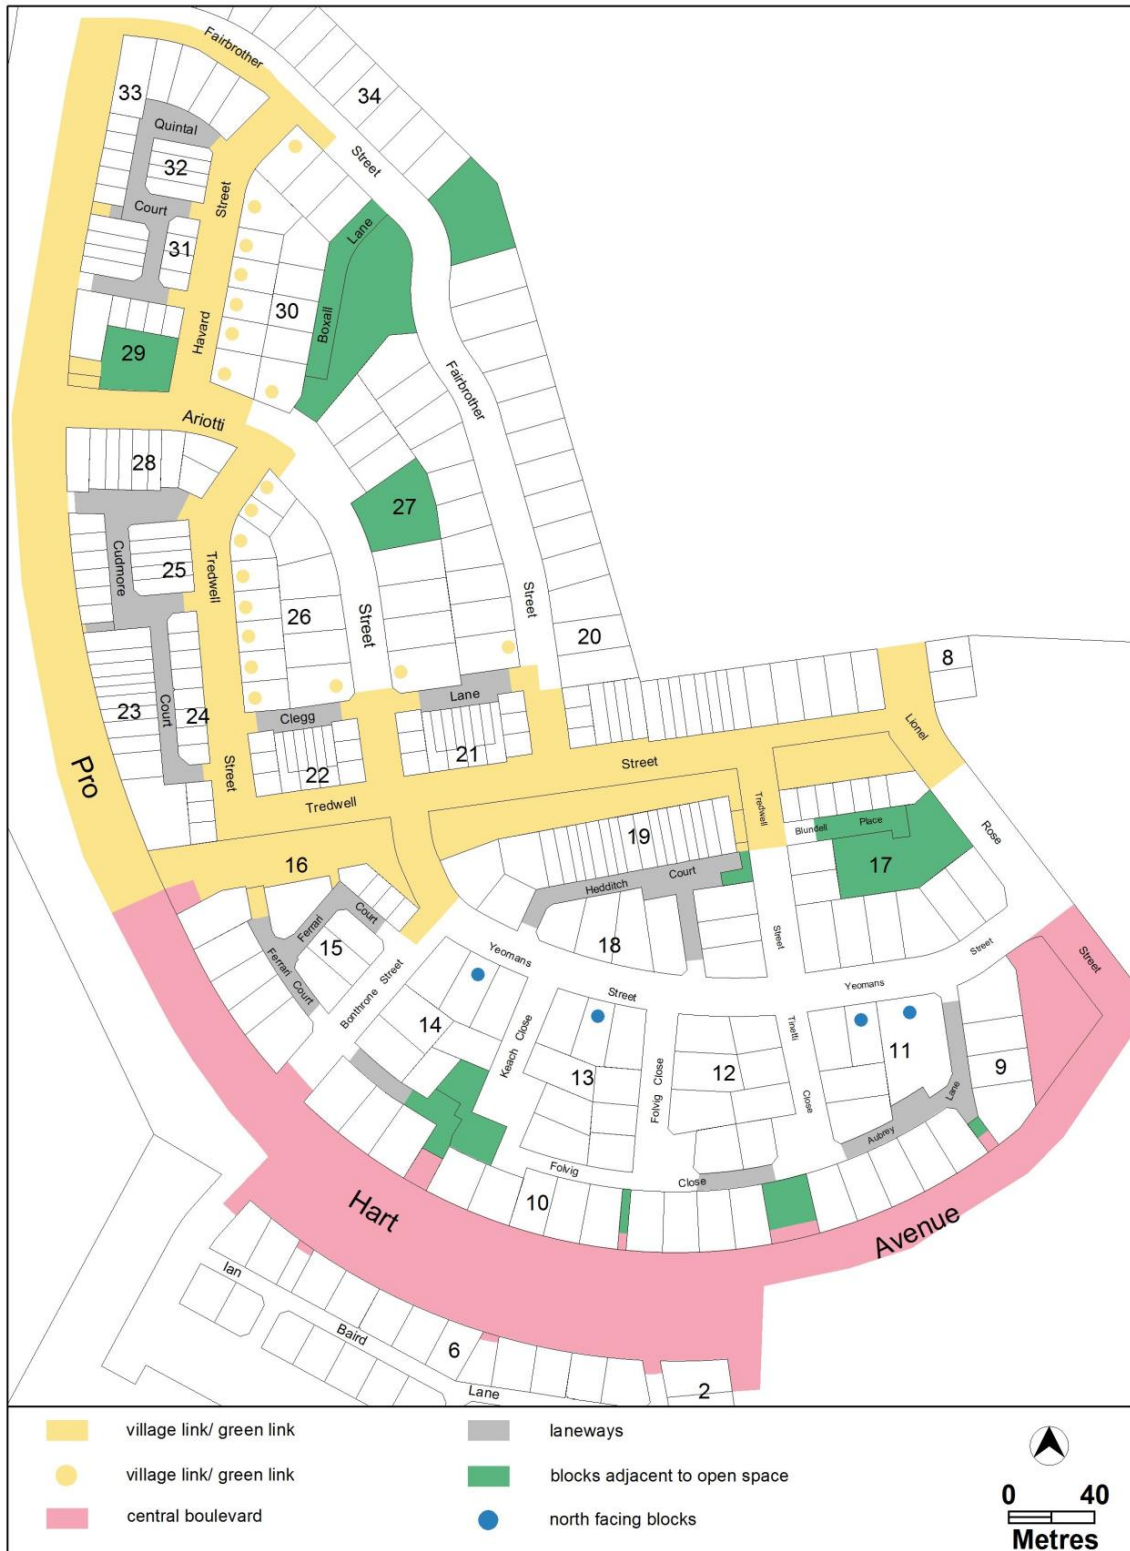 Fairbrother
34
33
Quintal
32
Street
Street
Court
31
Lane
30
Boxall
Havard
29
Fairbrother
Ariotti
28
27
Cudmore
Tredwell
25
26
Street
Street
20
8
Lane
Court
23
24
Clegg
Lionel
21
Pro
Street
22
Street
Tredwell
Tredwell
Rose
19
Blundell
Place
16
17
Court
Hedditch
Court
Ferrari
15
18
Ferrari
Court
Yeomans
Street
Street
Street
Bonthrone
Street
Yeomans
Street
14
Keach Close
Tinetti
11
13
Folvig Close
12
9
Close
Lane
Aubrey
Folvig
Close
10
Hart
Avenue
Ian
Baird
6
Lane
2
village link/ green link
laneways
village link/ green link
blocks adjacent to open space
central boulevard
north facing blocks
0 40
Metres